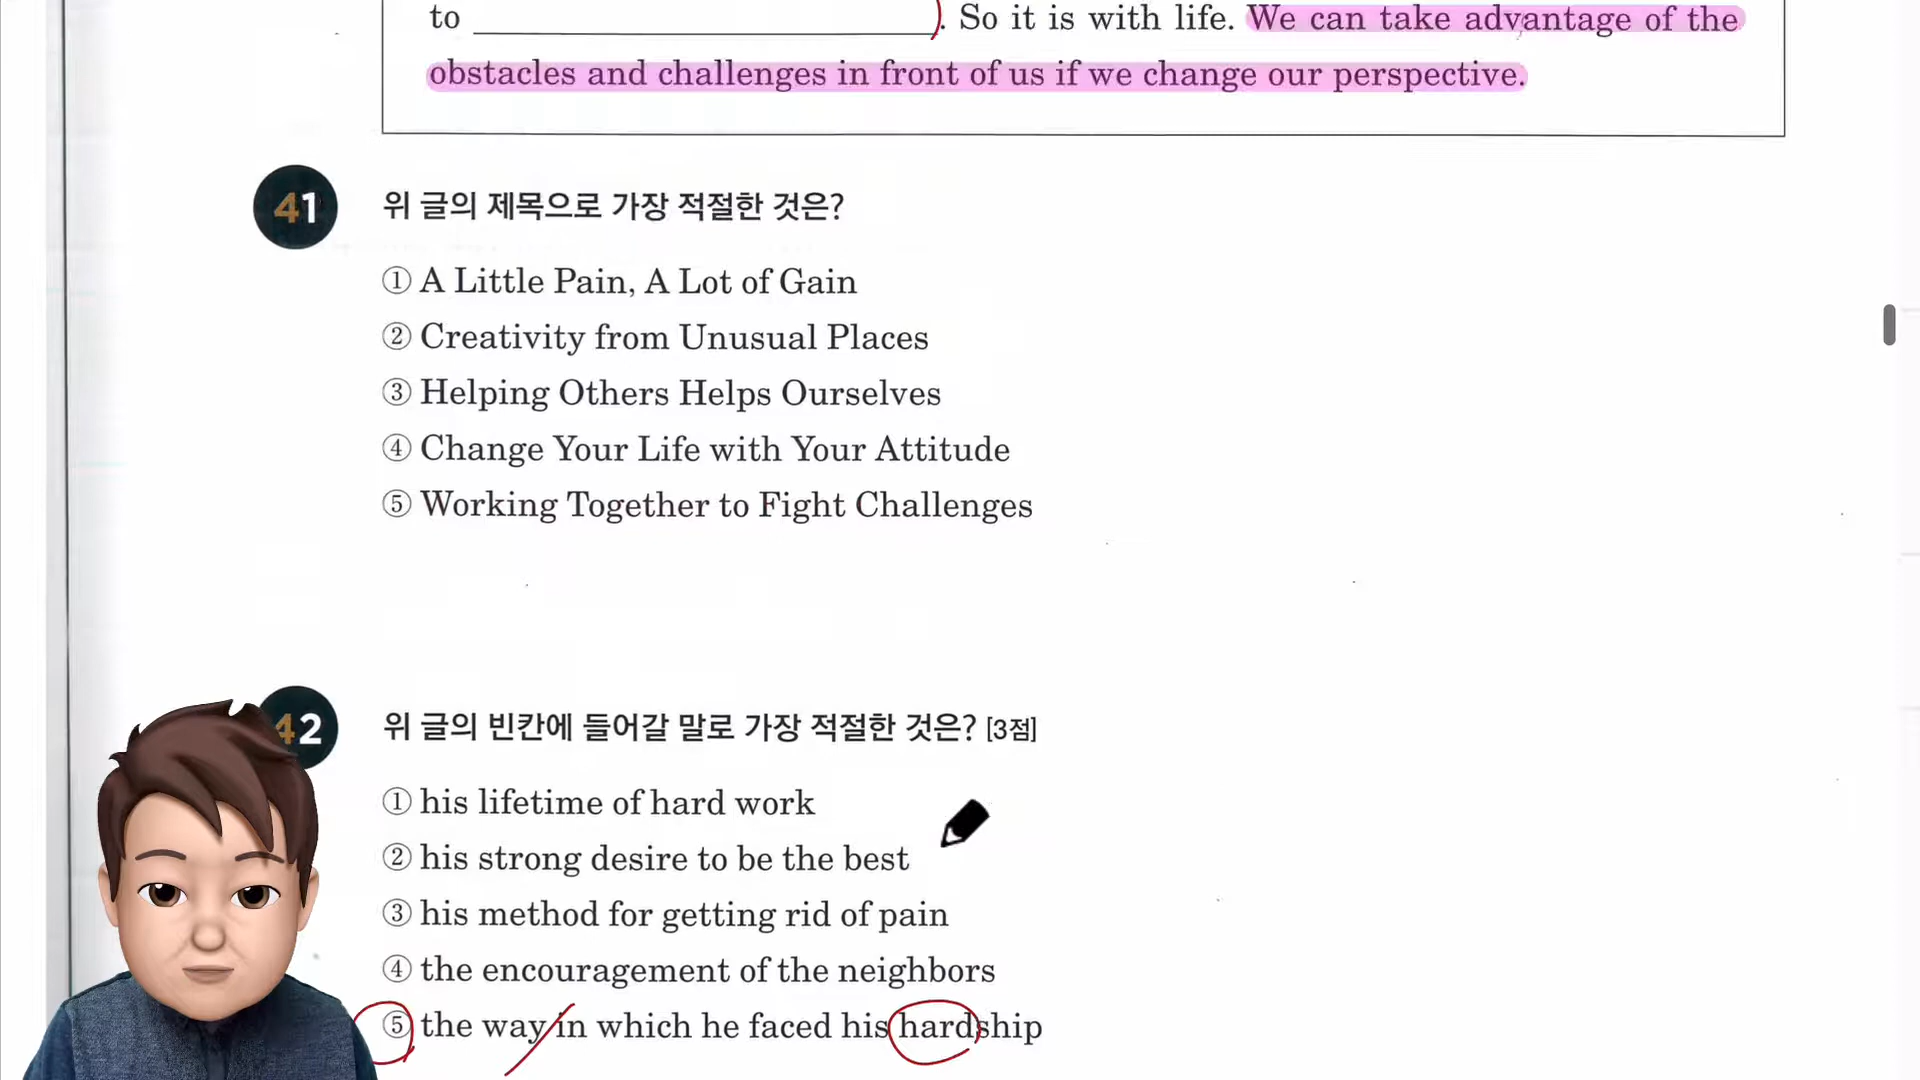 to ____________________. So it is with life. We can take advantage of the
obstacles and challenges in front of us if we change our perspective.
41 위 글의 제목으로 가장 적절한 것은?
① A Little Pain, A Lot of Gain
② Creativity from Unusual Places
③ Helping Others Helps Ourselves
④ Change Your Life with Your Attitude
⑤ Working Together to Fight Challenges
42 위 글의 빈칸에 들어갈 말로 가장 적절한 것은? [3점]
① his lifetime of hard work
② his strong desire to be the best
③ his method for getting rid of pain
④ the encouragement of the neighbors
⑤ the way in which he faced his hardship